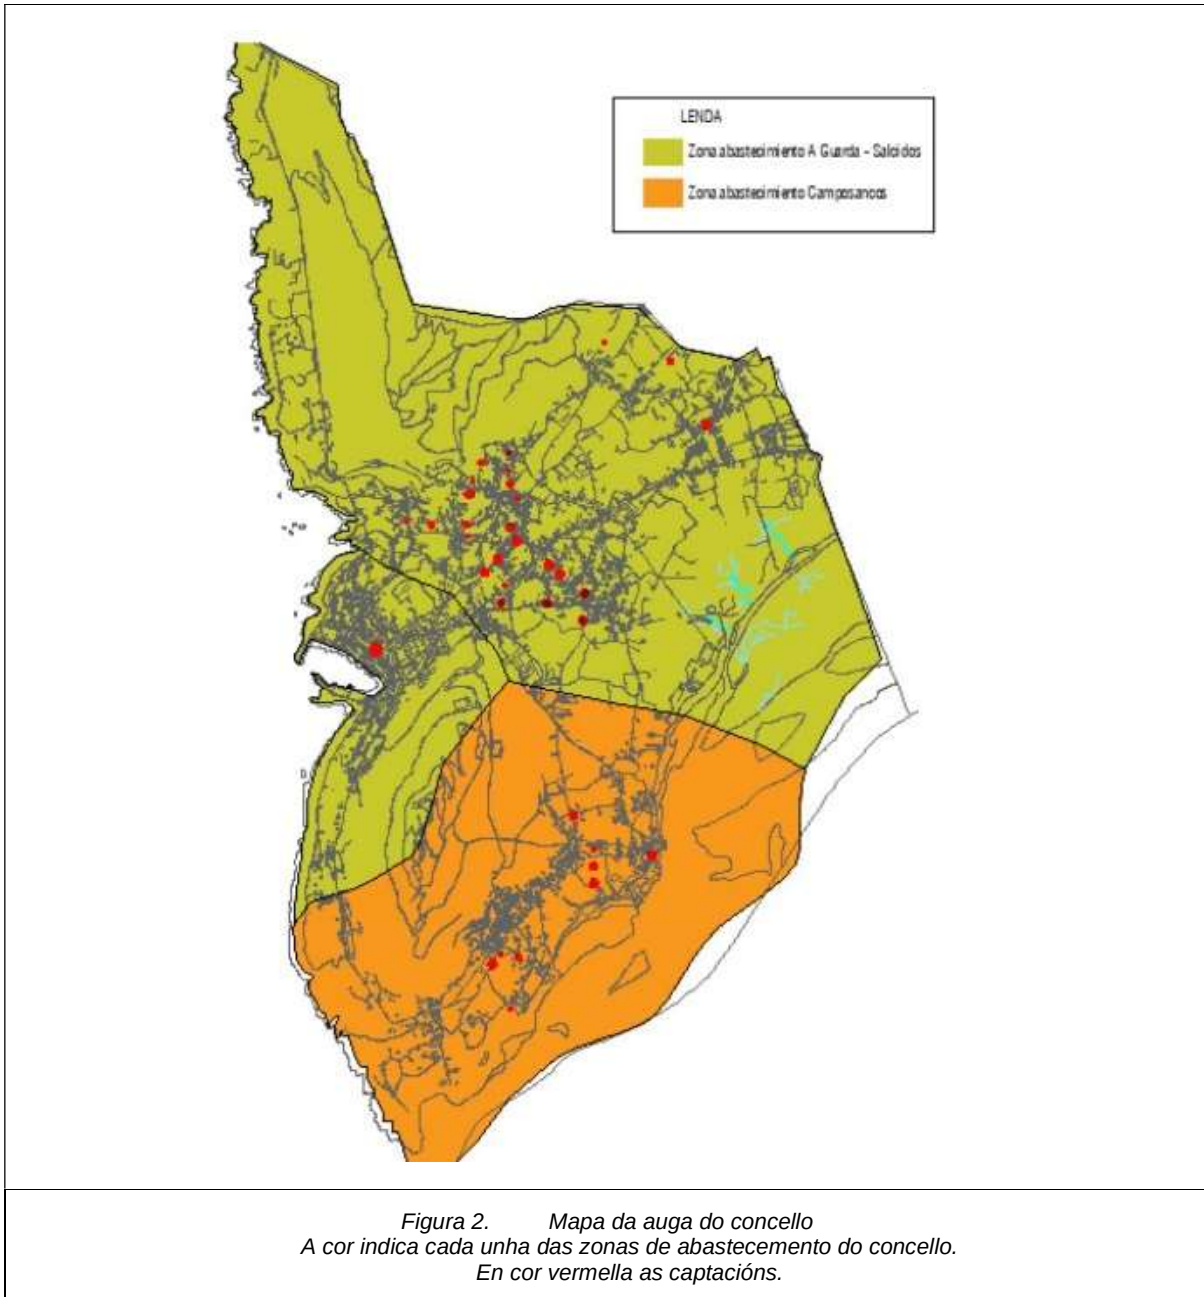 LENDA
Zona abastecimiento A Guarda - Salcidos
Zona abastecimiento Camposancos
Figura 2. Mapa da auga do concello
A cor indica cada unha das zonas de abastecemento do concello.
En cor vermella as captacións.